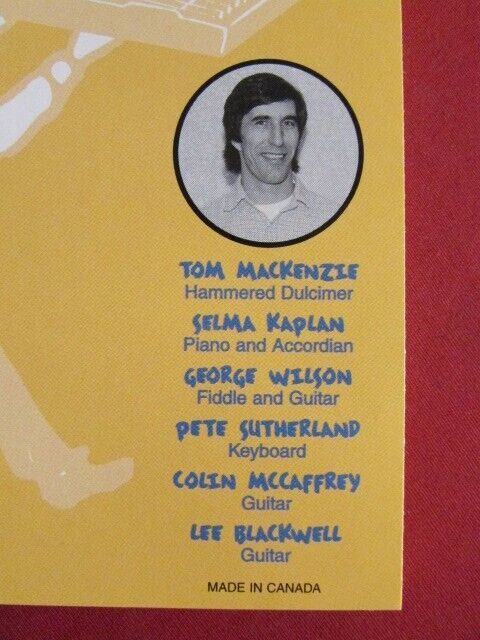 TOM MACKENZIE
Hammered Dulcimer
SELMA KAPLAN
Piano and Accordian
GEORGE WILSON
Fiddle and Guitar
PETE SUTHERLAND
Keyboard
COLIN MCCAFFREY
Guitar
LEE BLACKWELL
Guitar
MADE IN CANADA